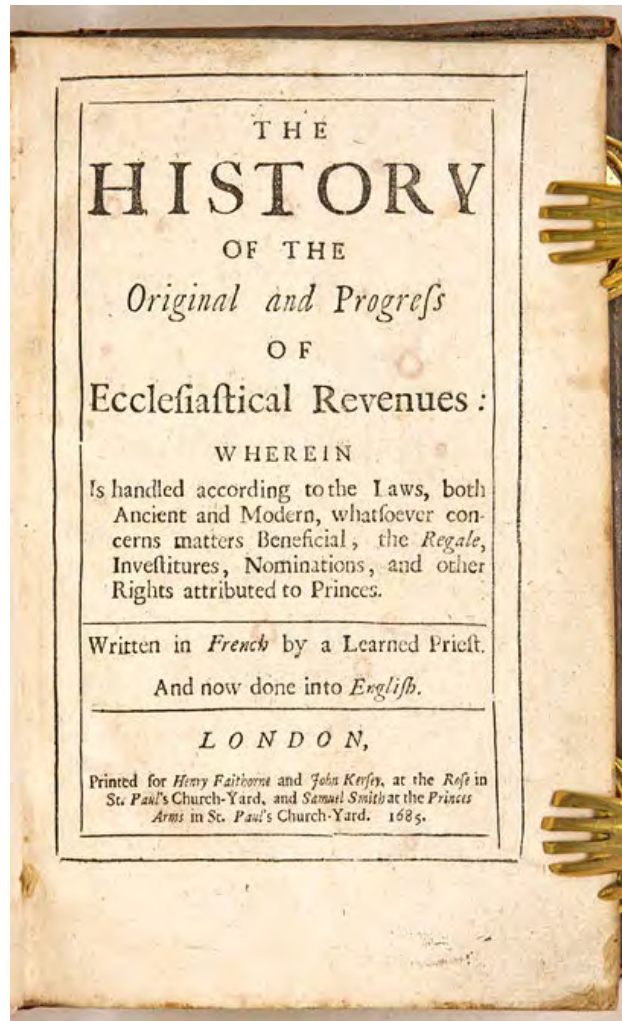 THE
HISTORY
OF THE
Original and Progreſs
OF
Eccleſiaſtical Revenues:
WHEREIN
Is handled according to the Laws, both
Ancient and Modern, whatſoever con-
cerns matters Beneficial, the Regale,
Inveſtitures, Nominations, and other
Rights attributed to Princes.
Written in French by a Learned Prieſt.
And now done into Engliſh.
LONDON,
Printed for Henry Faithorne and John Kerſey, at the Roſe in
St. Paul's Church-Yard, and Samuel Smith at the Princes
Arms in St. Paul's Church-Yard. 1685.